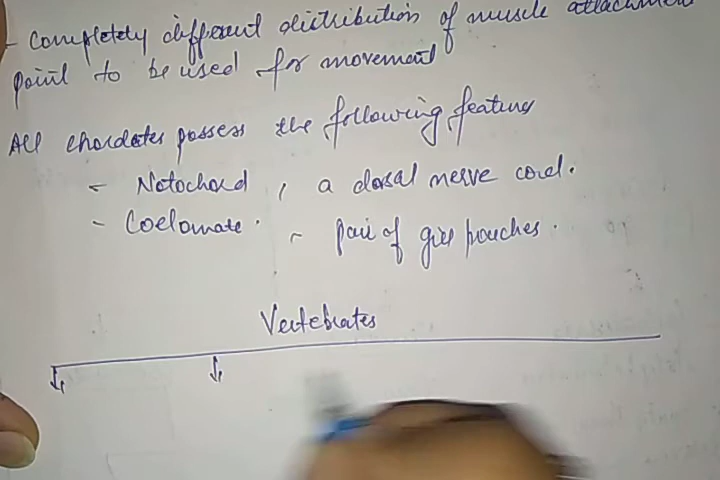 - Completely different distribution of muscle attachment
point to be used for movement
All chordates possess the following features
- Notochord , a dorsal nerve cord.
- Coelomate. - pair of gill pouches.
Vertebrates